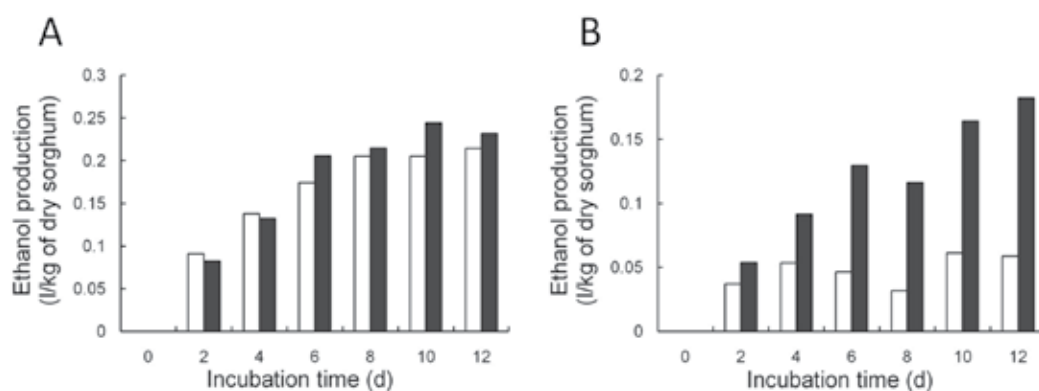 A
Ethanol production
(l/kg of dry sorghum)
0.3
0.25
0.2
0.15
0.1
0.05
0
0 2 4 6 8 10 12
Incubation time (d)
B
Ethanol production
(l/kg of dry sorghum)
0.2
0.15
0.1
0.05
0
0 2 4 6 8 10 12
Incubation time (d)